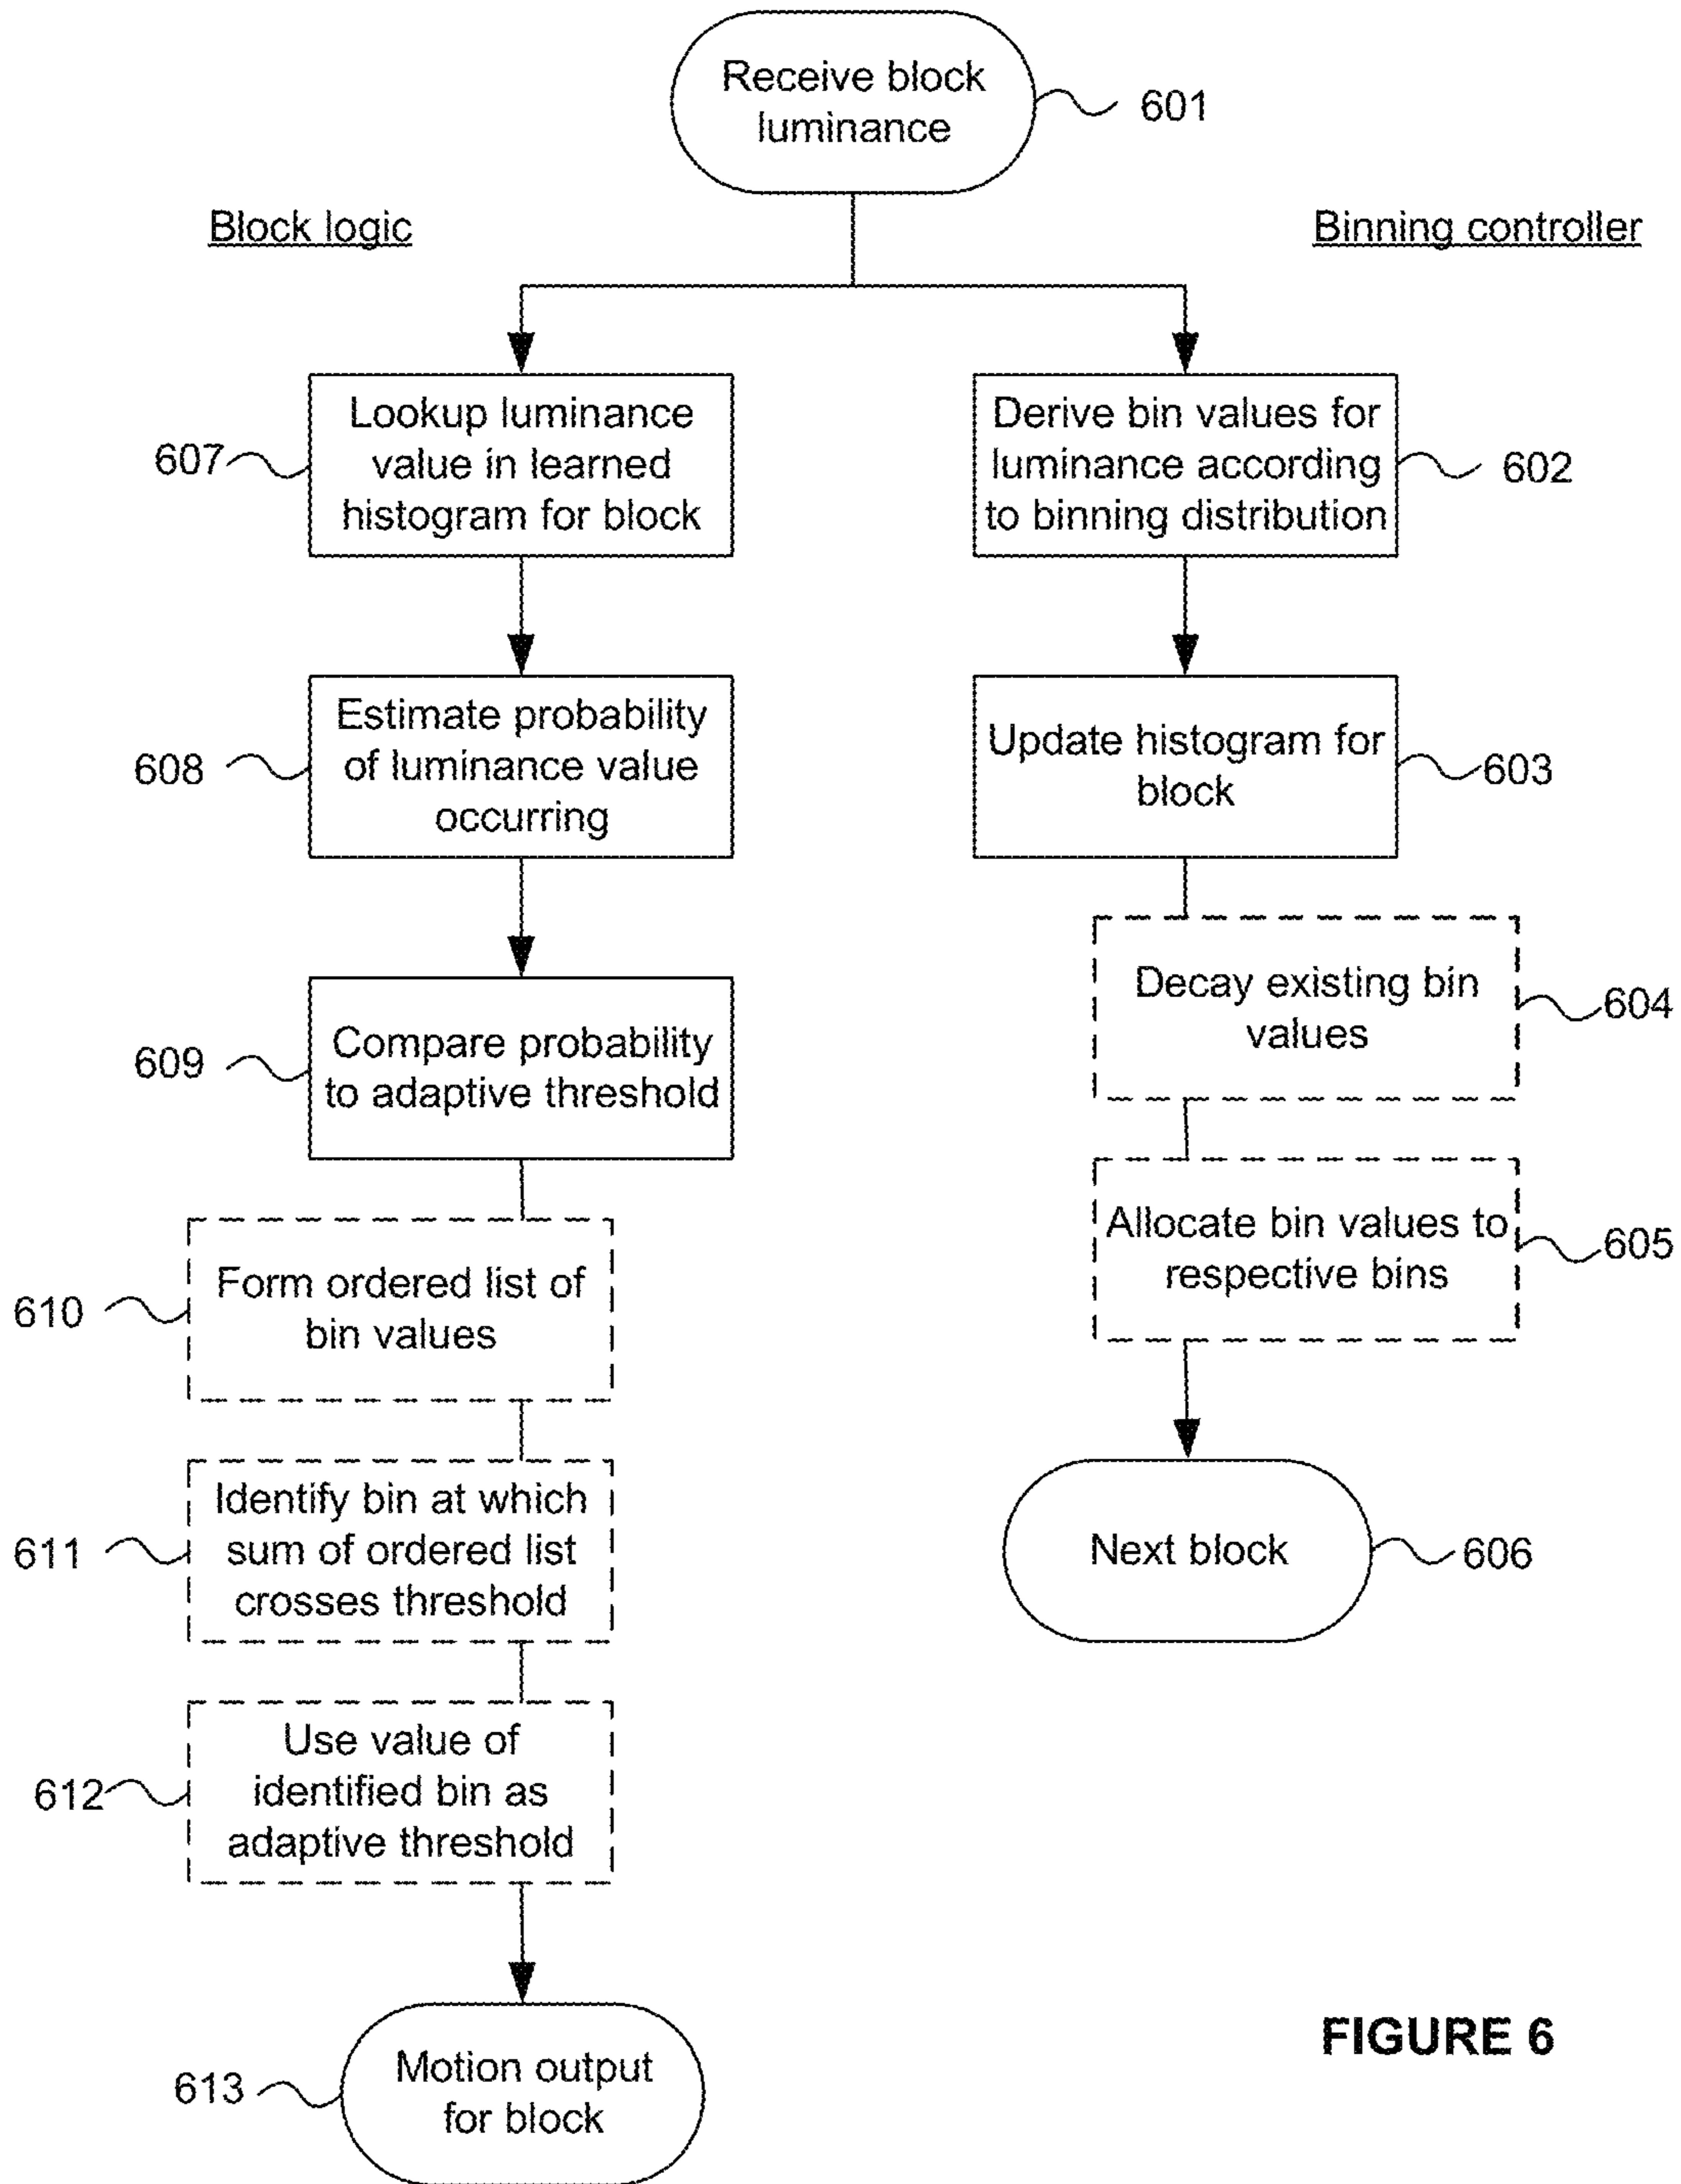 Receive block
luminance
601
Block logic
Binning controller
Lookup luminance
value in learned
histogram for block
607
Derive bin values for
luminance according
to binning distribution
602
Estimate probability
of luminance value
occurring
608
Update histogram for
block
603
Decay existing bin
values
604
Compare probability
to adaptive threshold
609
Allocate bin values to
respective bins
605
Form ordered list of
bin values
610
Identify bin at which
sum of ordered list
crosses threshold
611
Next block
606
Use value of
identified bin as
adaptive threshold
612
Motion output
for block
613
FIGURE 6